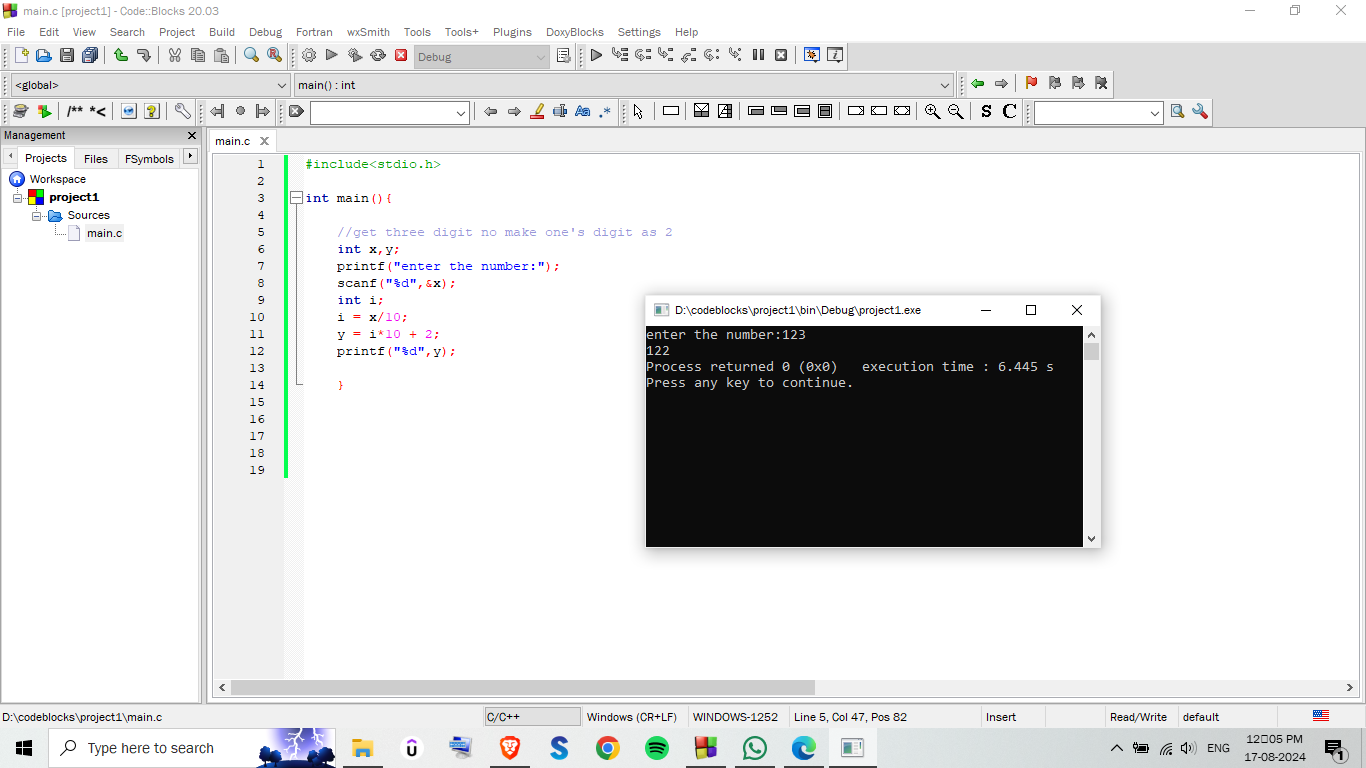 main.c [project1] - Code::Blocks 20.03
File Edit View Search Project Build Debug Fortran wxSmith Tools Tools+ Plugins DoxyBlocks Settings Help
Debug
<global> main() : int
/** *< Aa .* S C
Management
main.c
Projects Files FSymbols
Workspace
project1
Sources
main.c
1 #include<stdio.h>
2
3 int main(){
4
5 //get three digit no make one's digit as 2
6 int x,y;
7 printf("enter the number:");
8 scanf("%d",&x);
9 int i;
10 i = x/10;
11 y = i*10 + 2;
12 printf("%d",y);
13
14 }
15
16
17
18
19
D:\codeblocks\project1\bin\Debug\project1.exe
enter the number:123
122
Process returned 0 (0x0)   execution time : 6.445 s
Press any key to continue.
D:\codeblocks\project1\main.c C/C++ Windows (CR+LF) WINDOWS-1252 Line 5, Col 47, Pos 82 Insert Read/Write default
Type here to search
ENG
12□05 PM
17-08-2024
1